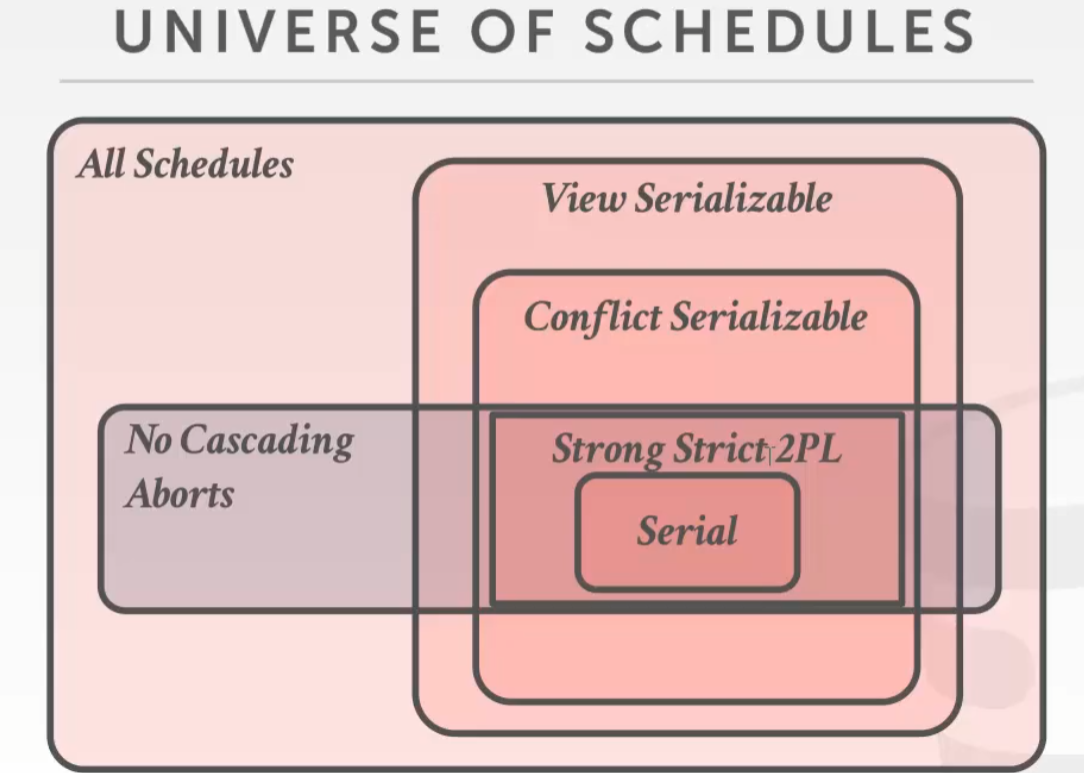 UNIVERSE OF SCHEDULES
All Schedules
View Serializable
Conflict Serializable
No Cascading
Aborts
Strong Strict 2PL
Serial